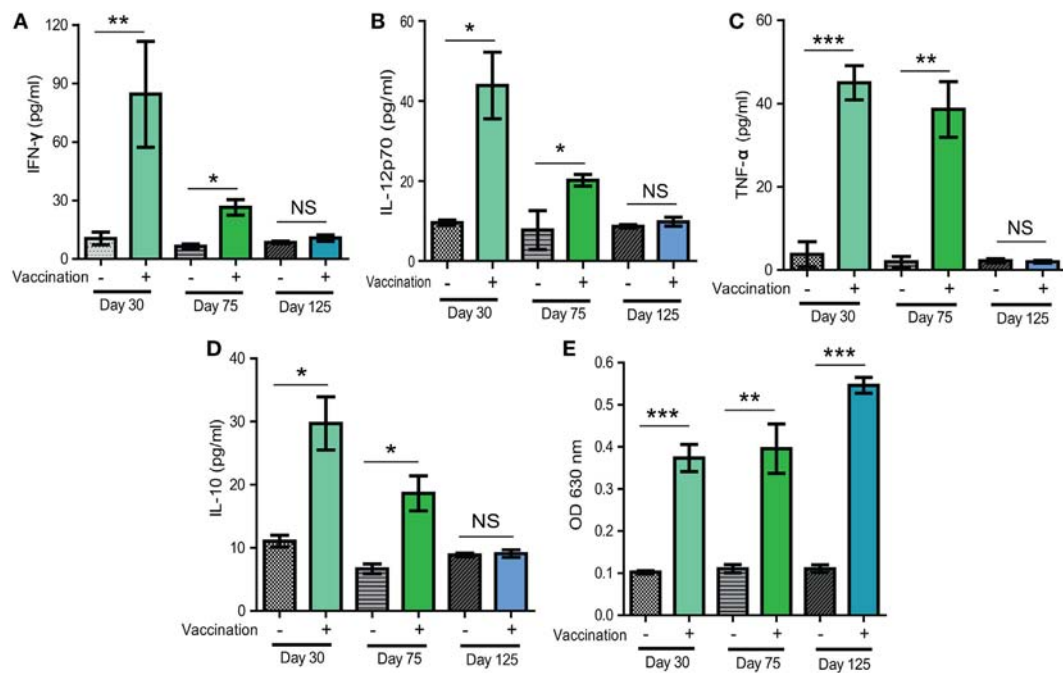 A
IFN-γ (pg/ml)
120
90
60
30
0
**
*
NS
Vaccination - + - + - +
Day 30 Day 75 Day 125
B
IL-12p70 (pg/ml)
60
40
20
0
*
*
NS
Vaccination - + - + - +
Day 30 Day 75 Day 125
C
TNF-α (pg/ml)
60
40
20
0
***
**
NS
Vaccination - + - + - +
Day 30 Day 75 Day 125
D
IL-10 (pg/ml)
40
30
20
10
0
*
*
NS
Vaccination - + - + - +
Day 30 Day 75 Day 125
E
OD 630 nm
0.6
0.5
0.4
0.3
0.2
0.1
0.0
***
**
***
Vaccination - + - + - +
Day 30 Day 75 Day 125